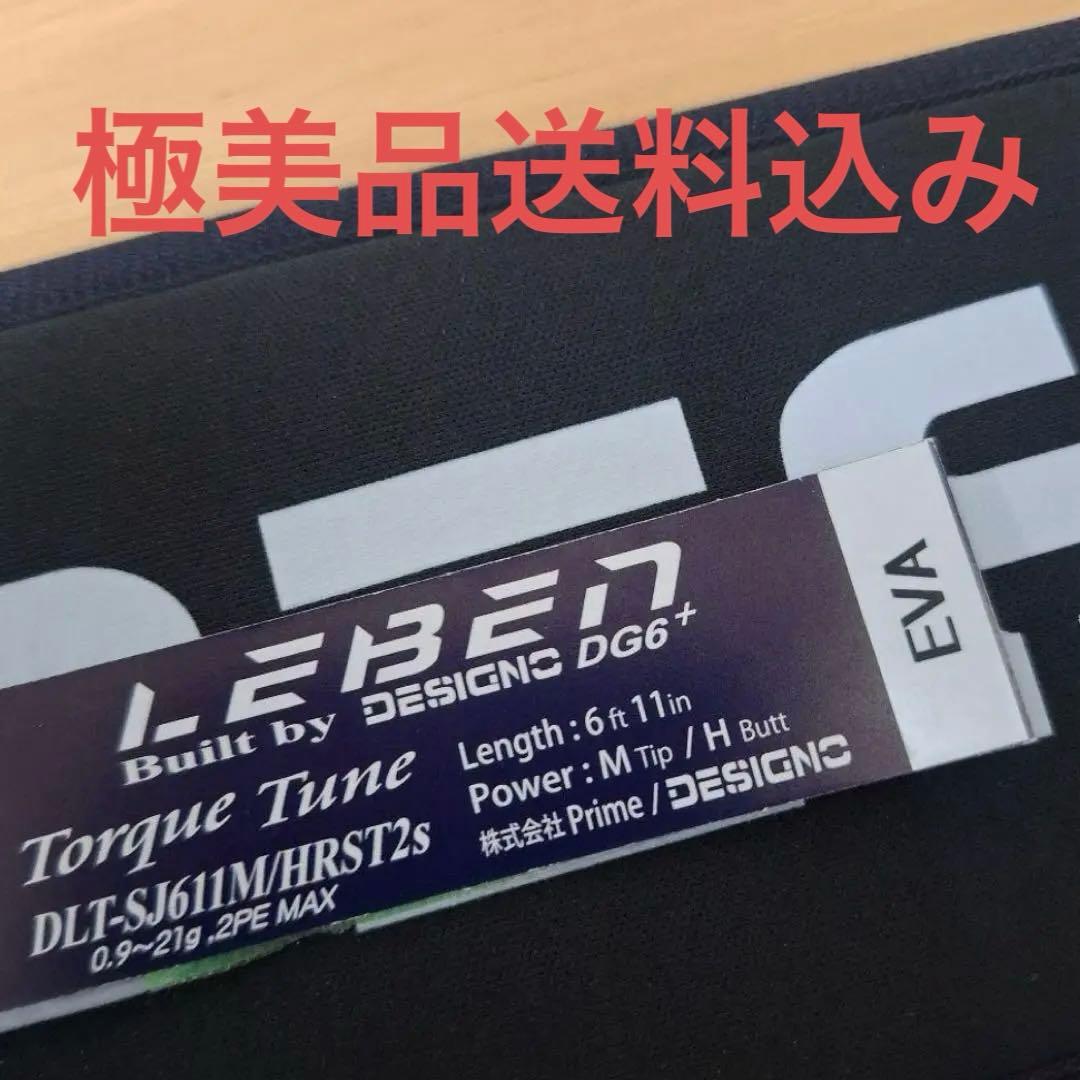 極美品送料込み
LEBEN
Built by DESIGNO DG6+
Torque Tune
DLT-SJ611M/HRST2s
0.9~21g ,2PE MAX
Length : 6 ft 11in
Power : M Tip / H Butt
株式会社 Prime / DESIGNO
EVA